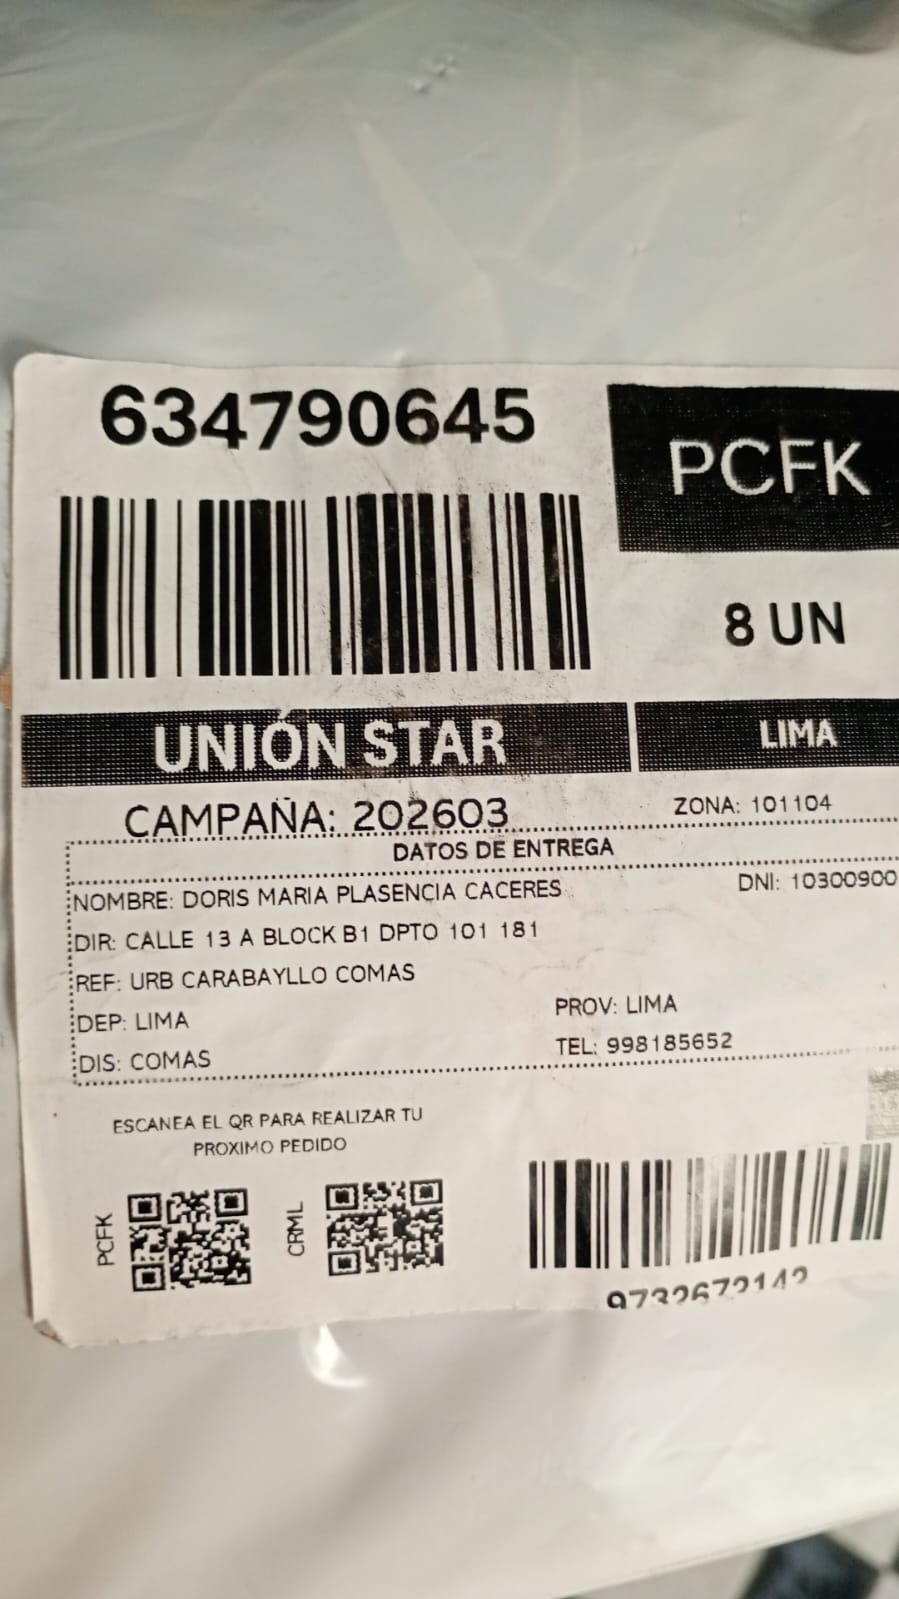 634790645
PCFK
8 UN
UNIÓN STAR
LIMA
CAMPAÑA: 202603
ZONA: 101104
DATOS DE ENTREGA
NOMBRE: DORIS MARIA PLASENCIA CACERES
DNI: 10300900
DIR: CALLE 13 A BLOCK B1 DPTO 101 181
REF: URB CARABAYLLO COMAS
DEP: LIMA
PROV: LIMA
DIS: COMAS
TEL: 998185652
ESCANEA EL QR PARA REALIZAR TU
PROXIMO PEDIDO
PCFK
CRML
9732672142